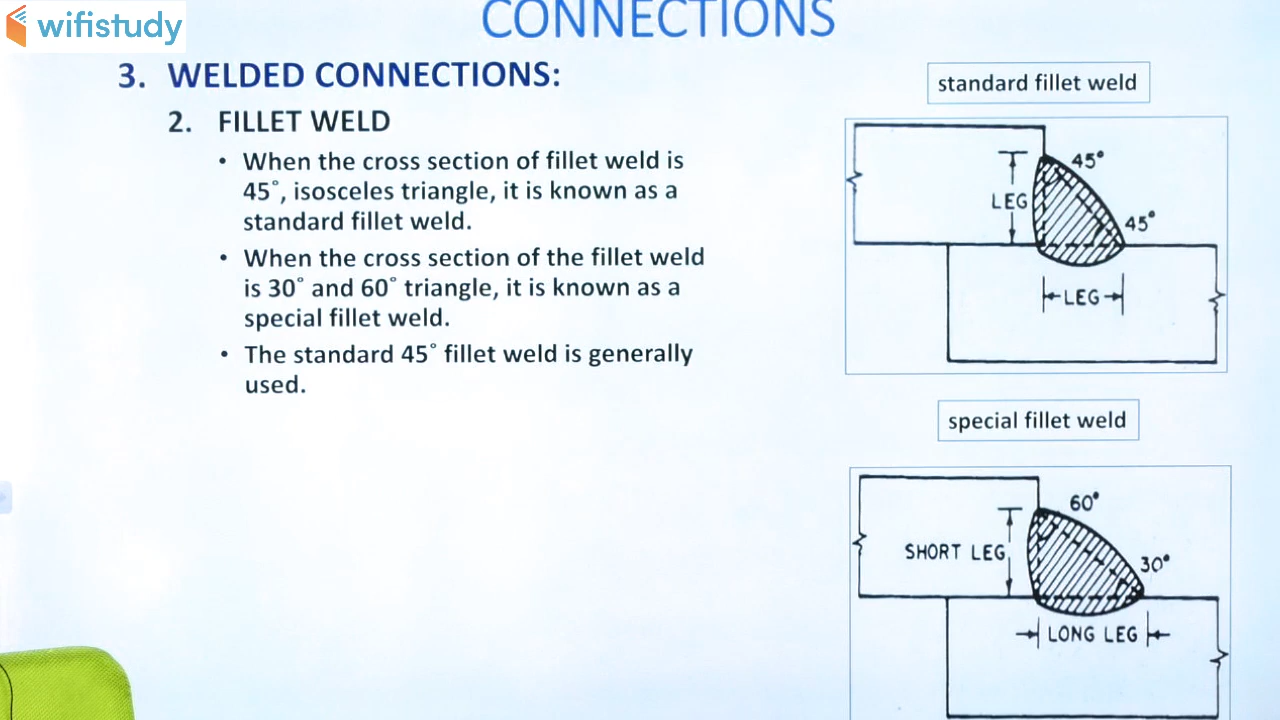 CONNECTIONS
wifistudy
3. WELDED CONNECTIONS:
2. FILLET WELD
• When the cross section of fillet weld is
45°, isosceles triangle, it is known as a
standard fillet weld.
• When the cross section of the fillet weld
is 30° and 60° triangle, it is known as a
special fillet weld.
• The standard 45° fillet weld is generally
used.
standard fillet weld
45°
LEG
45°
LEG
special fillet weld
60°
SHORT LEG
30°
LONG LEG